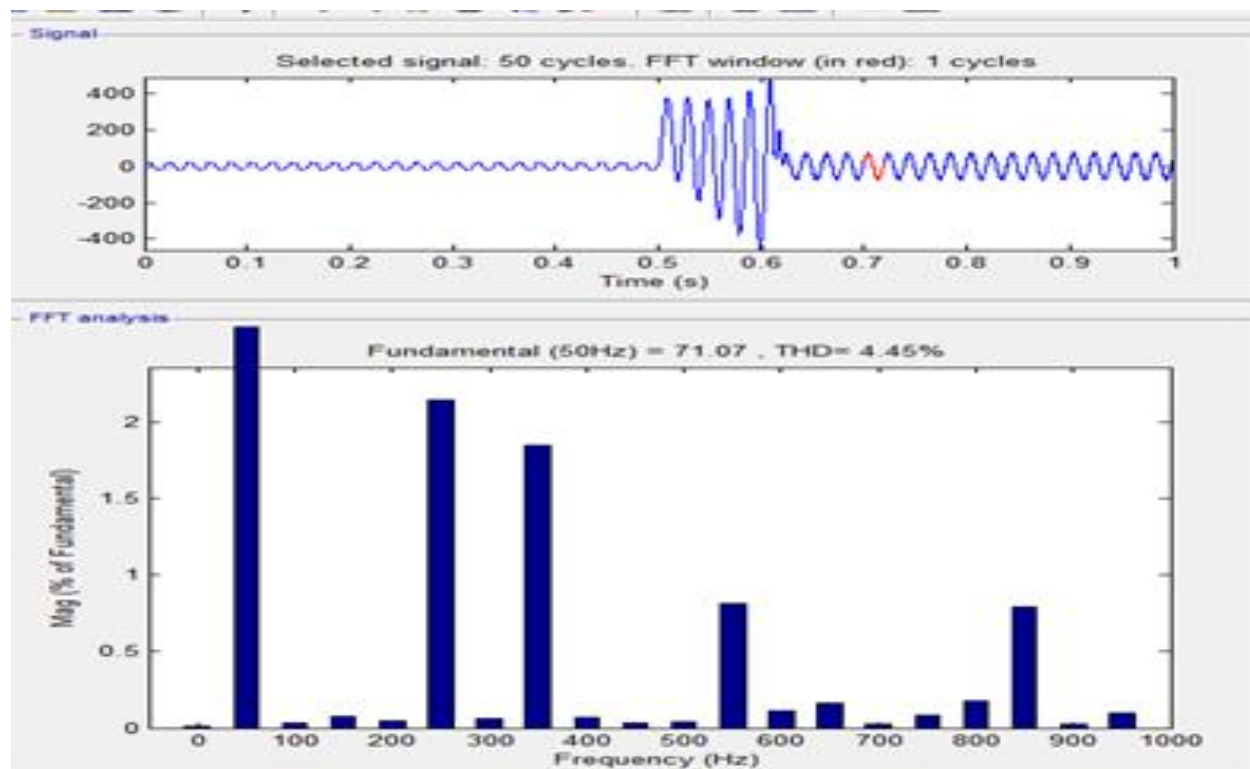 Signal
Selected signal: 50 cycles. FFT window (in red): 1 cycles
400
200
0
-200
-400
0 0.1 0.2 0.3 0.4 0.5 0.6 0.7 0.8 0.9 1
Time (s)
FFT analysis
Fundamental (50Hz) = 71.07 , THD= 4.45%
Mag (% of Fundamental)
2
1.5
1
0.5
0
0 100 200 300 400 500 600 700 800 900 1000
Frequency (Hz)